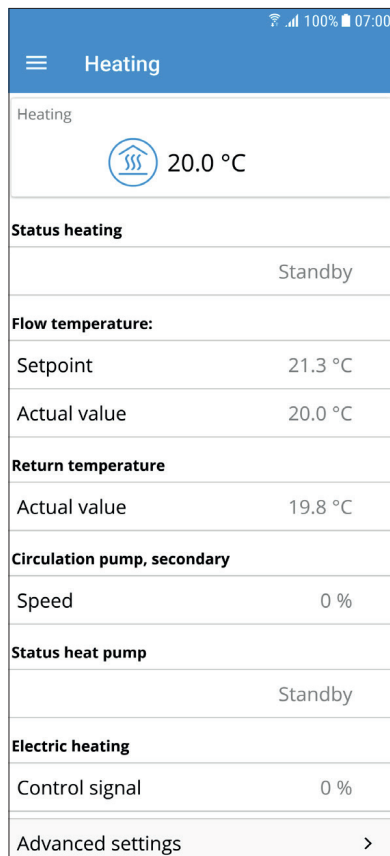 100% 07:00
Heating
Heating
20.0 °C
Status heating
Standby
Flow temperature:
Setpoint 21.3 °C
Actual value 20.0 °C
Return temperature
Actual value 19.8 °C
Circulation pump, secondary
Speed 0 %
Status heat pump
Standby
Electric heating
Control signal 0 %
Advanced settings >